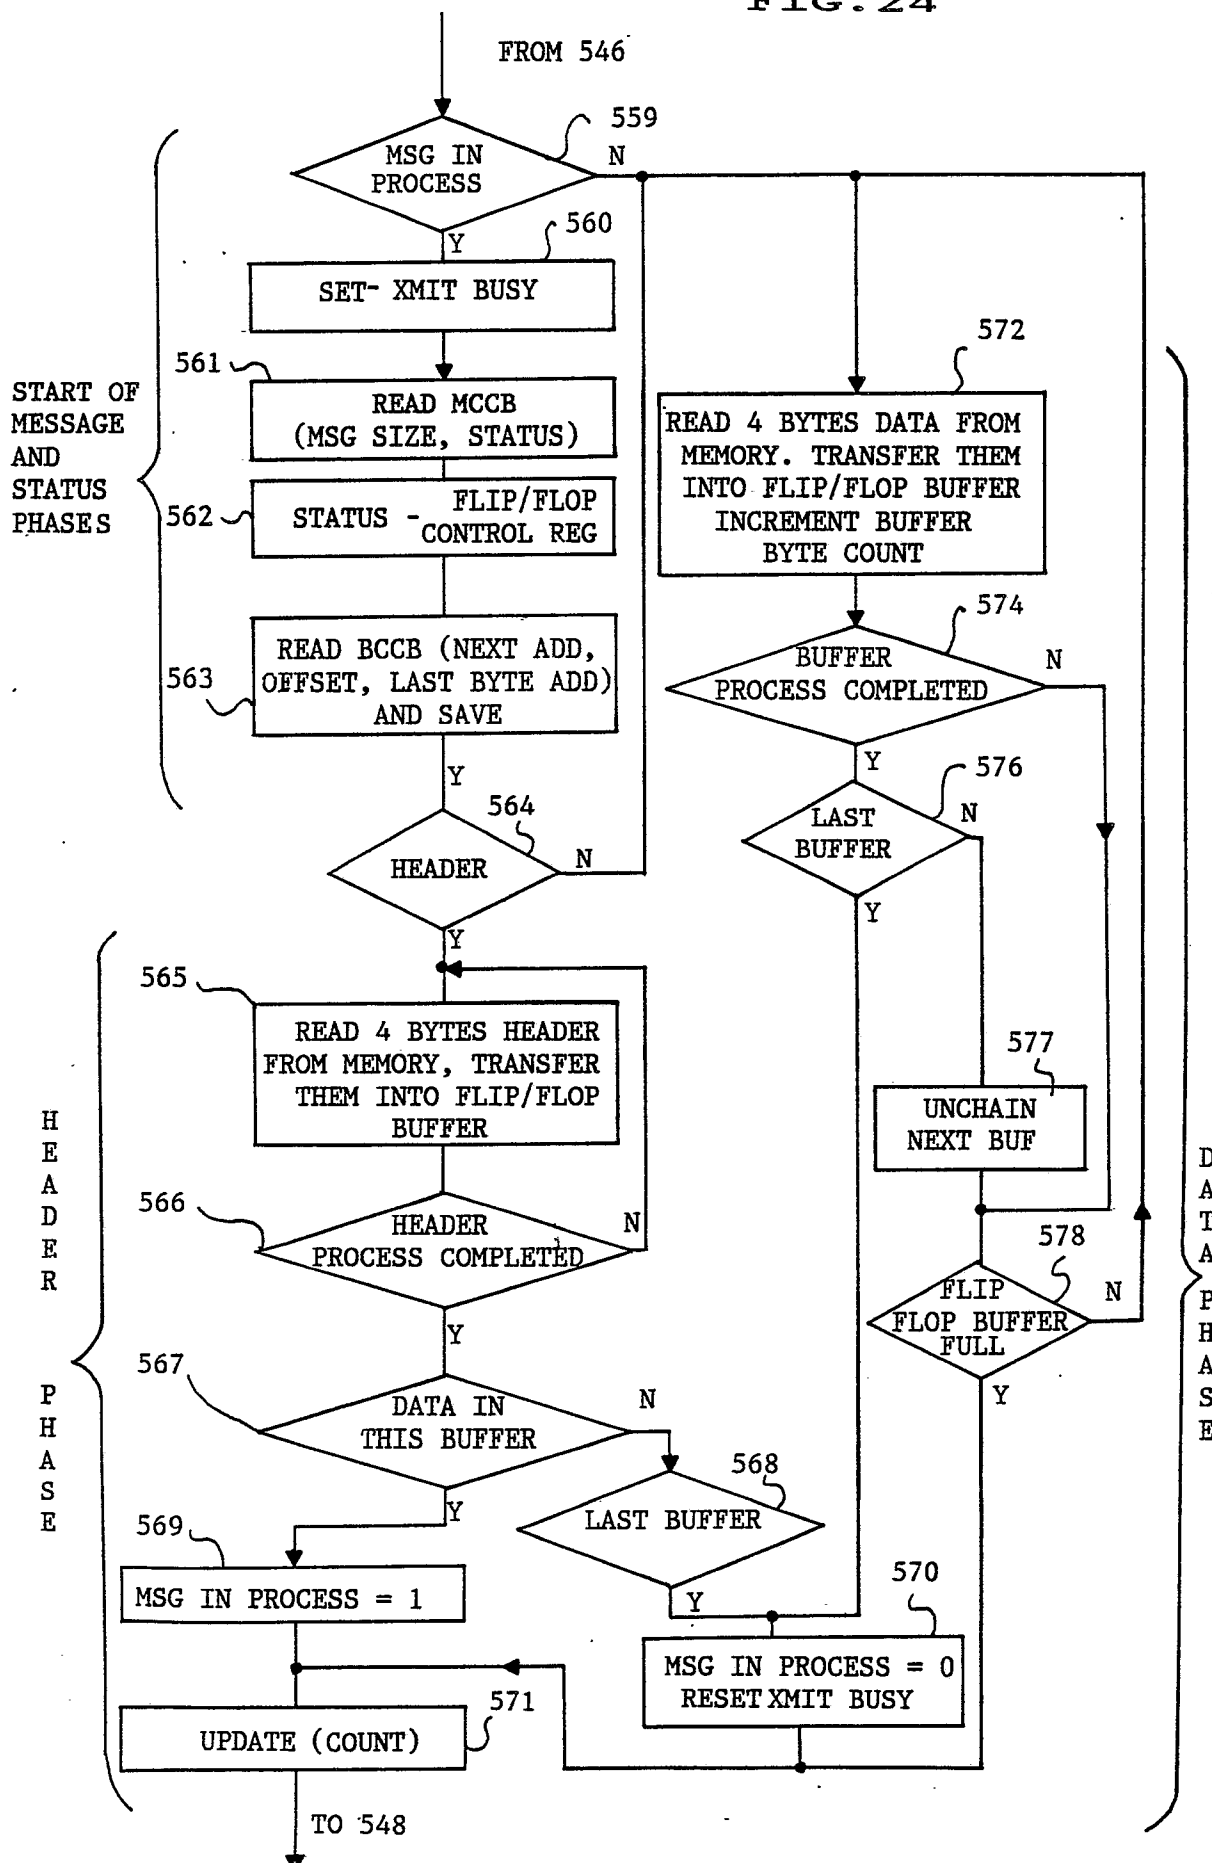 FIG. 24
FROM 546
559
MSG IN
PROCESS
N
Y
560
SET- XMIT BUSY
561
READ MCCB
(MSG SIZE, STATUS)
562
STATUS - FLIP/FLOP
CONTROL REG
563
READ BCCB (NEXT ADD,
OFFSET, LAST BYTE ADD)
AND SAVE
Y
START OF
MESSAGE
AND
STATUS
PHASES
564
HEADER
N
Y
565
READ 4 BYTES HEADER
FROM MEMORY, TRANSFER
THEM INTO FLIP/FLOP
BUFFER
566
HEADER
PROCESS COMPLETED
N
Y
567
DATA IN
THIS BUFFER
N
Y
568
LAST BUFFER
Y
569
MSG IN PROCESS = 1
570
MSG IN PROCESS = 0
RESET XMIT BUSY
571
UPDATE (COUNT)
TO 548
HEADER PHASE
572
READ 4 BYTES DATA FROM
MEMORY. TRANSFER THEM
INTO FLIP/FLOP BUFFER
INCREMENT BUFFER
BYTE COUNT
574
BUFFER
PROCESS COMPLETED
N
Y
576
LAST
BUFFER
N
Y
577
UNCHAIN
NEXT BUF
578
FLIP
FLOP BUFFER
FULL
N
Y
DATA PHASE